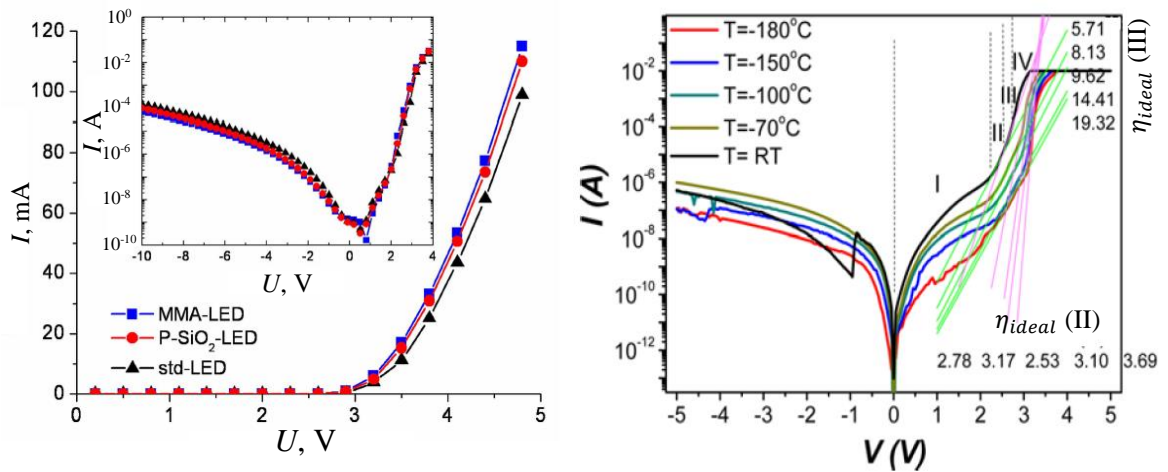 120
100
80
60
40
20
0
I, mA
0
1
2
3
4
5
U, V
10^0
10^-2
10^-4
10^-6
10^-8
10^-10
I, A
-10
-8
-6
-4
-2
0
2
4
U, V
MMA-LED
P-SiO₂-LED
std-LED
T=-180°C
T=-150°C
T=-100°C
T=-70°C
T= RT
10^-2
10^-4
10^-6
10^-8
10^-10
10^-12
I (A)
I
II
III
IV
5.71
8.13
9.62
14.41
19.32
η_ideal (III)
η_ideal (II)
2.78 3.17 2.53 3.10 3.69
-5
-4
-3
-2
-1
0
1
2
3
4
5
V (V)